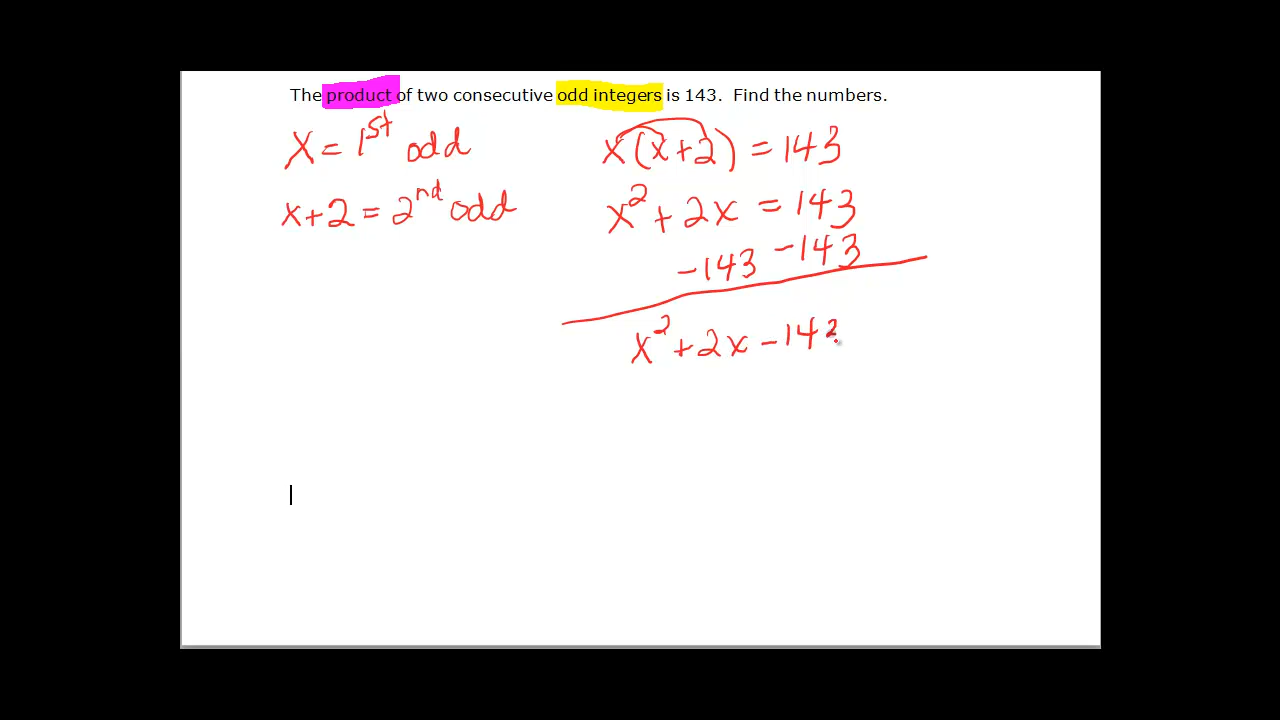 The product of two consecutive odd integers is 143. Find the numbers.
X = 1st odd
x+2 = 2nd odd
x(x+2) = 143
x² + 2x = 143
-143 -143
x² + 2x - 143